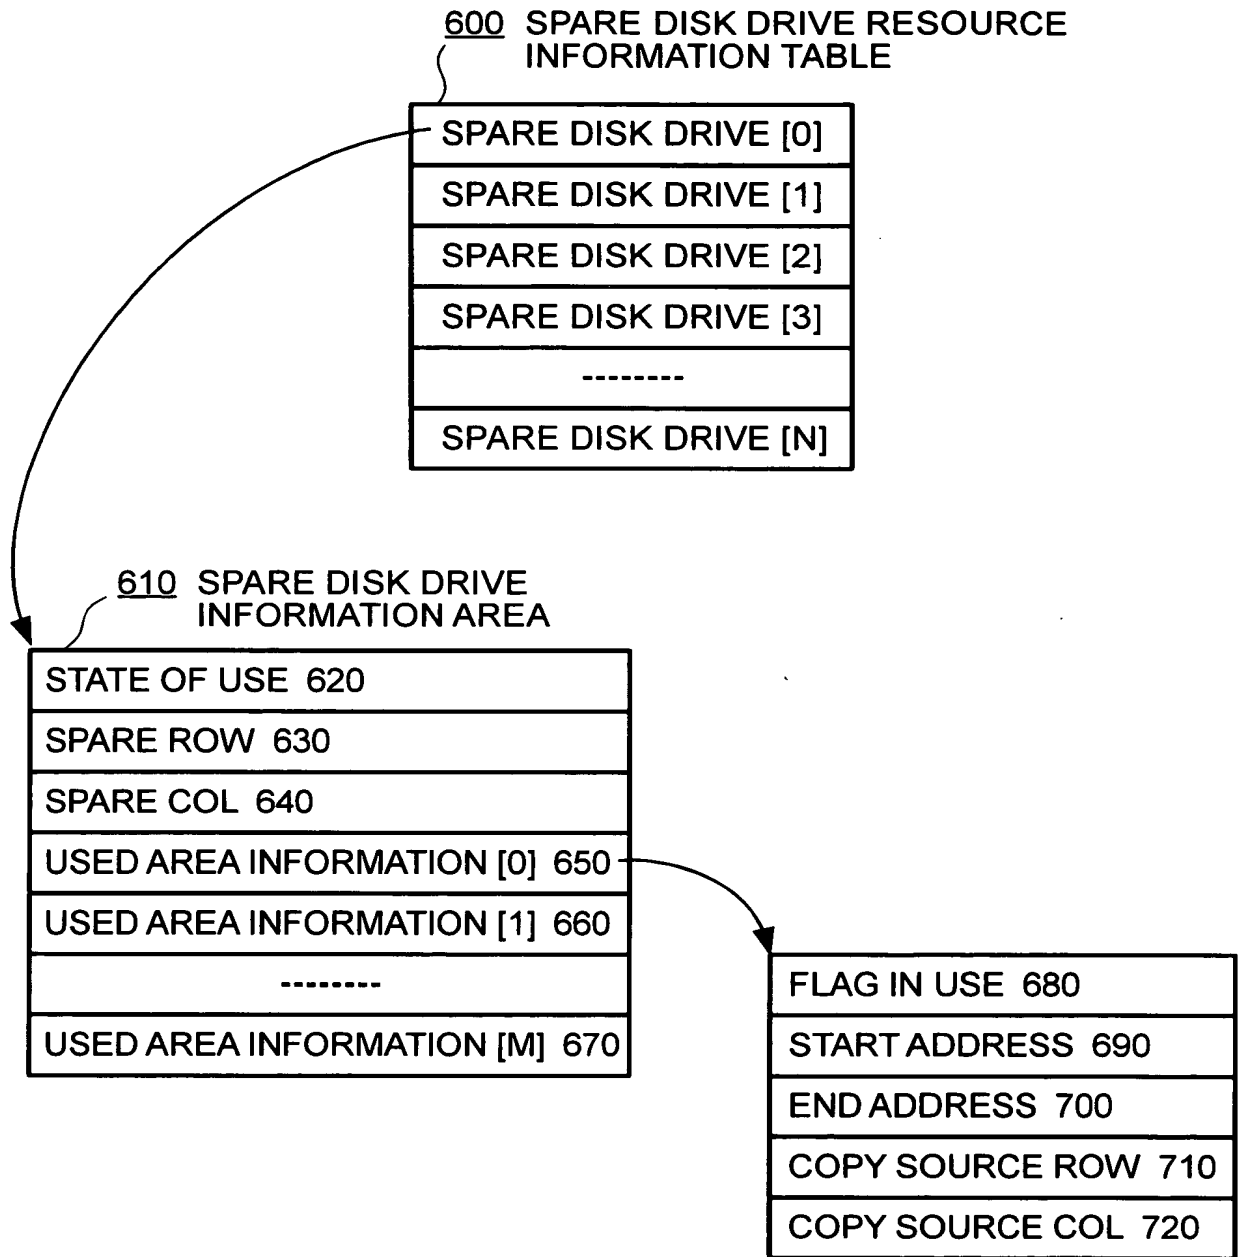 600 SPARE DISK DRIVE RESOURCE
INFORMATION TABLE
SPARE DISK DRIVE [0]
SPARE DISK DRIVE [1]
SPARE DISK DRIVE [2]
SPARE DISK DRIVE [3]
--------
SPARE DISK DRIVE [N]
610 SPARE DISK DRIVE
INFORMATION AREA
STATE OF USE 620
SPARE ROW 630
SPARE COL 640
USED AREA INFORMATION [0] 650
USED AREA INFORMATION [1] 660
--------
USED AREA INFORMATION [M] 670
FLAG IN USE 680
START ADDRESS 690
END ADDRESS 700
COPY SOURCE ROW 710
COPY SOURCE COL 720